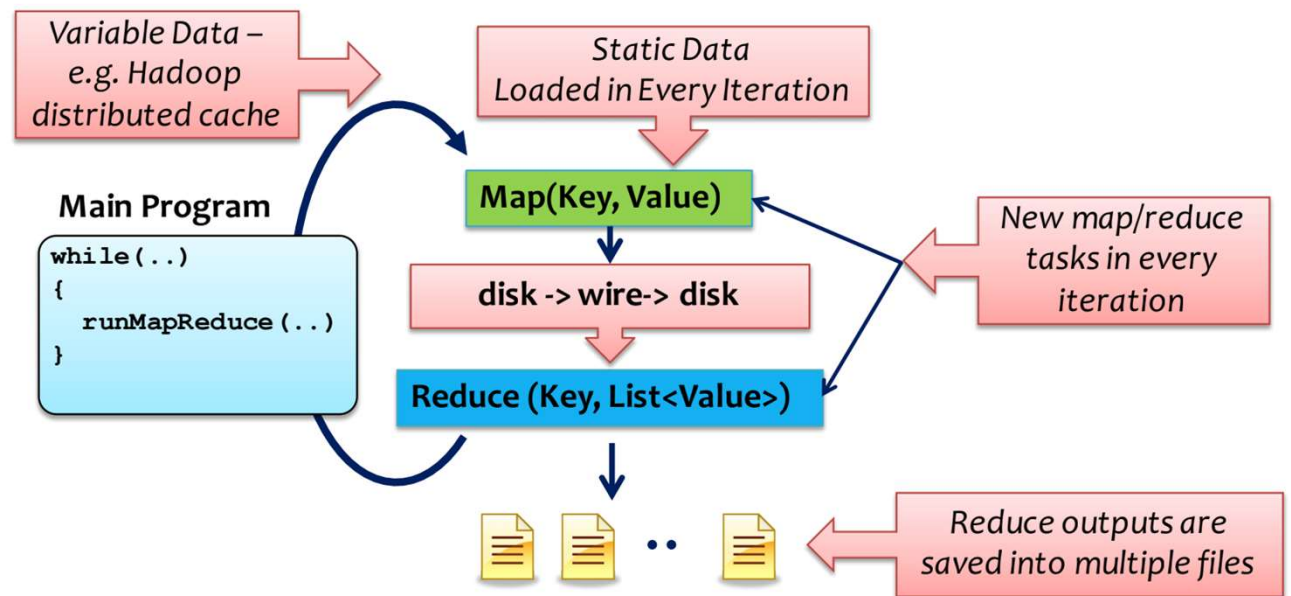 Variable Data –
e.g. Hadoop
distributed cache
Static Data
Loaded in Every Iteration
Main Program
while(..)
{
runMapReduce(..)
}
Map(Key, Value)
disk -> wire-> disk
Reduce (Key, List<Value>)
New map/reduce
tasks in every
iteration
Reduce outputs are
saved into multiple files